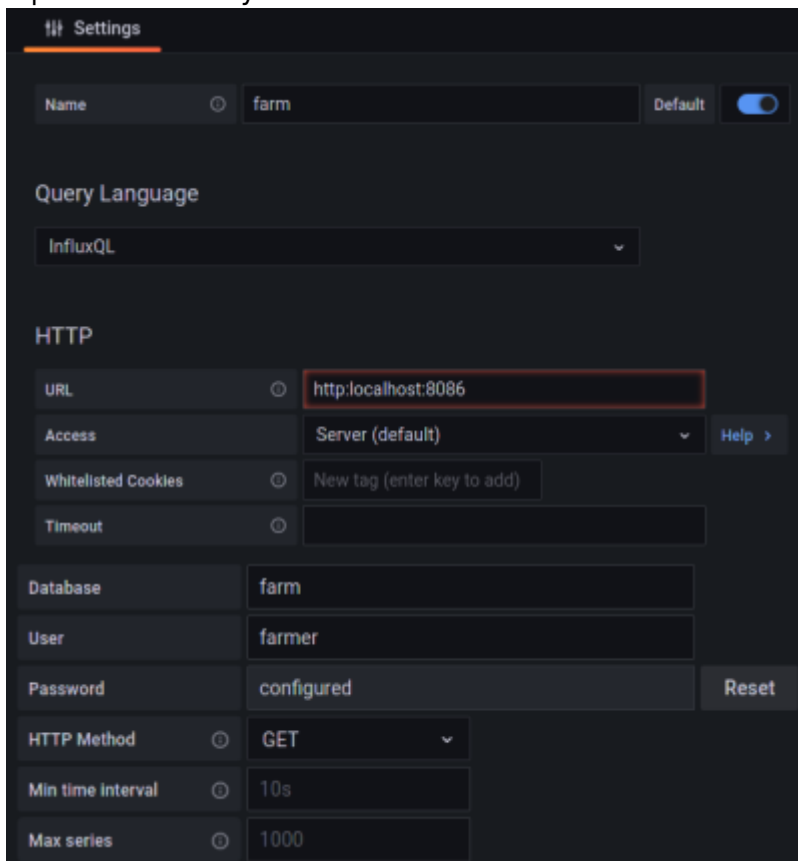 Settings
Name farm Default
Query Language
InfluxQL
HTTP
URL http:localhost:8086
Access Server (default) Help >
Whitelisted Cookies New tag (enter key to add)
Timeout
Database farm
User farmer
Password configured Reset
HTTP Method GET
Min time interval 10s
Max series 1000